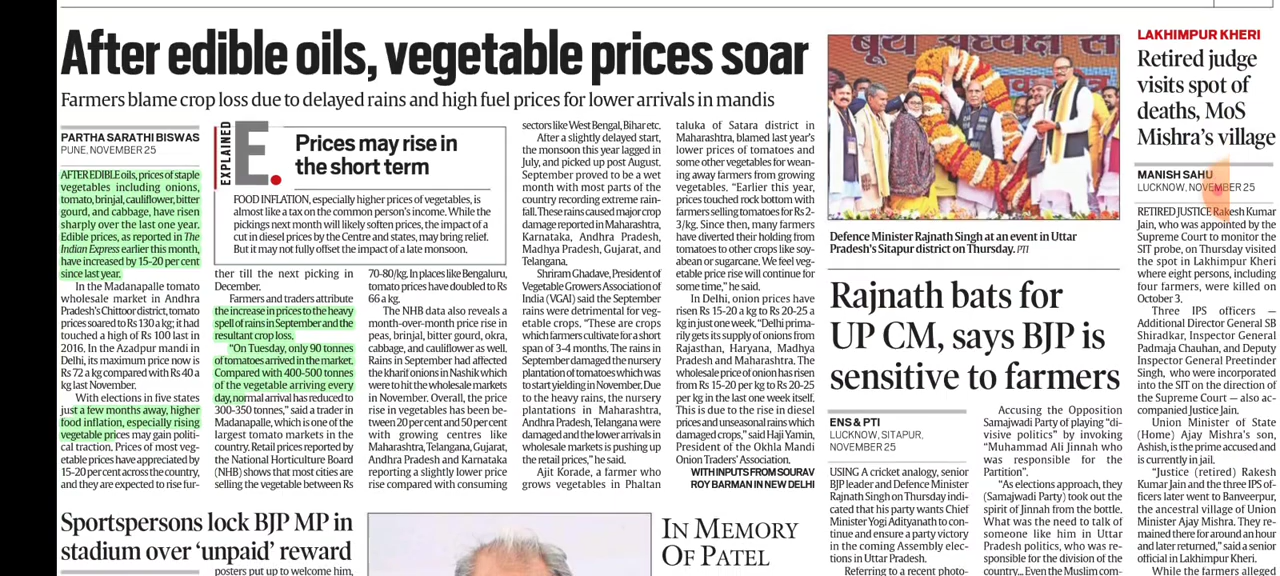 After edible oils, vegetable prices soar
Farmers blame crop loss due to delayed rains and high fuel prices for lower arrivals in mandis
PARTHA SARATHI BISWAS
PUNE, NOVEMBER 25
AFTER EDIBLE oils, prices of staple
vegetables including onions,
tomato, brinjal, cauliflower, bitter
gourd, and cabbage, have risen
sharply over the last one year.
Edible prices, as reported in The
Indian Express earlier this month,
have increased by 15-20 per cent
since last year.
In the Madanapalle tomato
wholesale market in Andhra
Pradesh's Chittoor district, tomato
prices soared to Rs 130 a kg; it had
touched a high of Rs 100 last in
2016. In the Azadpur mandi in
Delhi, its maximum price now is
Rs 72 a kg compared with Rs 40 a
kg last November.
With elections in five states
just a few months away, higher
food inflation, especially rising
vegetable prices may gain politi-
cal traction. Prices of most veg-
etable prices have appreciated by
15-20 per cent across the country,
and they are expected to rise fur-
EXPLAINED
E.
Prices may rise in
the short term
FOOD INFLATION, especially higher prices of vegetables, is
almost like a tax on the common person's income. While the
pickings next month will likely soften prices, the impact of a
cut in diesel prices by the Centre and states, may bring relief.
But it may not fully offset the impact of a late monsoon.
ther till the next picking in
December.
Farmers and traders attribute
the increase in prices to the heavy
spell of rains in September and the
resultant crop loss.
"On Tuesday, only 90 tonnes
of tomatoes arrived in the market.
Compared with 400-500 tonnes
of the vegetable arriving every
day, normal arrival has reduced to
300-350 tonnes," said a trader in
Madanapalle, which is one of the
largest tomato markets in the
country. Retail prices reported by
the National Horticulture Board
(NHB) shows that most cities are
selling the vegetable between Rs
70-80/kg. In places like Bengaluru,
tomato prices have doubled to Rs
66 a kg.
The NHB data also reveals a
month-over-month price rise in
peas, brinjal, bitter gourd, okra,
cabbage, and cauliflower as well.
Rains in September had affected
the kharif onions in Nashik which
were to hit the wholesale markets
in November. Overall, the price
rise in vegetables has been be-
tween 20 per cent and 50 per cent
with growing centres like
Maharashtra, Telangana, Gujarat,
Andhra Pradesh and Karnataka
reporting a slightly lower price
rise compared with consuming
sectors like West Bengal, Bihar etc.
After a slightly delayed start,
the monsoon this year lagged in
July, and picked up post August.
September proved to be a wet
month with most parts of the
country recording extreme rain-
fall. These rains caused major crop
damage reported in Maharashtra,
Karnataka, Andhra Pradesh,
Madhya Pradesh, Gujarat, and
Telangana.
Shriram Ghadave, President of
Vegetable Growers Association of
India (VGAI) said the September
rains were detrimental for veg-
etable crops. "These are crops
which farmers cultivate for a short
span of 3-4 months. The rains in
September damaged the nursery
plantation of tomatoes which was
to start yielding in November. Due
to the heavy rains, the nursery
plantations in Maharashtra,
Andhra Pradesh, Telangana were
damaged and the lower arrivals in
wholesale markets is pushing up
the retail prices," he said.
Ajit Korade, a farmer who
grows vegetables in Phaltan
taluka of Satara district in
Maharashtra, blamed last year's
lower prices of tomatoes and
some other vegetables for wean-
ing away farmers from growing
vegetables. "Earlier this year,
prices touched rock bottom with
farmers selling tomatoes for Rs 2-
3/kg. Since then, many farmers
have diverted their holding from
tomatoes to other crops like soy-
abean or sugarcane. We feel veg-
etable price rise will continue for
some time," he said.
In Delhi, onion prices have
risen Rs 15-20 a kg to Rs 20-25 a
kg in just one week. "Delhi prima-
rily gets its supply of onions from
Rajasthan, Haryana, Madhya
Pradesh and Maharashtra. The
wholesale price of onion has risen
from Rs 15-20 per kg to Rs 20-25
per kg in the last one week itself.
This is due to the rise in diesel
prices and unseasonal rains which
damaged crops," said Haji Yamin,
President of the Okhla Mandi
Onion Traders' Association.
WITH INPUTS FROM SOURAV
ROY BARMAN IN NEW DELHI
Sportspersons lock BJP MP in
stadium over 'unpaid' reward
posters put up to welcome him,
IN MEMORY
OF PATEL
बूथ अध्यक्ष स
Defence Minister Rajnath Singh at an event in Uttar
Pradesh's Sitapur district on Thursday. PTI
Rajnath bats for
UP CM, says BJP is
sensitive to farmers
ENS & PTI
LUCKNOW, SITAPUR,
NOVEMBER 25
USING A cricket analogy, senior
BJP leader and Defence Minister
Rajnath Singh on Thursday indi-
cated that his party wants Chief
Minister Yogi Adityanath to con-
tinue and ensure a party victory
in the coming Assembly elec-
tions in Uttar Pradesh.
Referring to a recent photo-
Accusing the Opposition
Samajwadi Party of playing "di-
visive politics" by invoking
"Muhammad Ali Jinnah who
was responsible for the
Partition".
"As elections approach, they
(Samajwadi Party) took out the
spirit of Jinnah from the bottle.
What was the need to talk of
someone like him in Uttar
Pradesh politics, who was re-
sponsible for the division of the
country... Even the Muslim com-
LAKHIMPUR KHERI
Retired judge
visits spot of
deaths, MoS
Mishra's village
MANISH SAHU
LUCKNOW, NOVEMBER 25
RETIRED JUSTICE Rakesh Kumar
Jain, who was appointed by the
Supreme Court to monitor the
SIT probe, on Thursday visited
the spot in Lakhimpur Kheri
where eight persons, including
four farmers, were killed on
October 3.
Three IPS officers —
Additional Director General SB
Shiradkar, Inspector General
Padmaja Chauhan, and Deputy
Inspector General Preetinder
Singh, who were incorporated
into the SIT on the direction of
the Supreme Court — also ac-
companied Justice Jain.
Union Minister of State
(Home) Ajay Mishra's son,
Ashish, is the prime accused and
is currently in jail.
"Justice (retired) Rakesh
Kumar Jain and the three IPS of-
ficers later went to Banveerpur,
the ancestral village of Union
Minister Ajay Mishra. They re-
mained there for around an hour
and later returned," said a senior
official in Lakhimpur Kheri.
While the farmers alleged